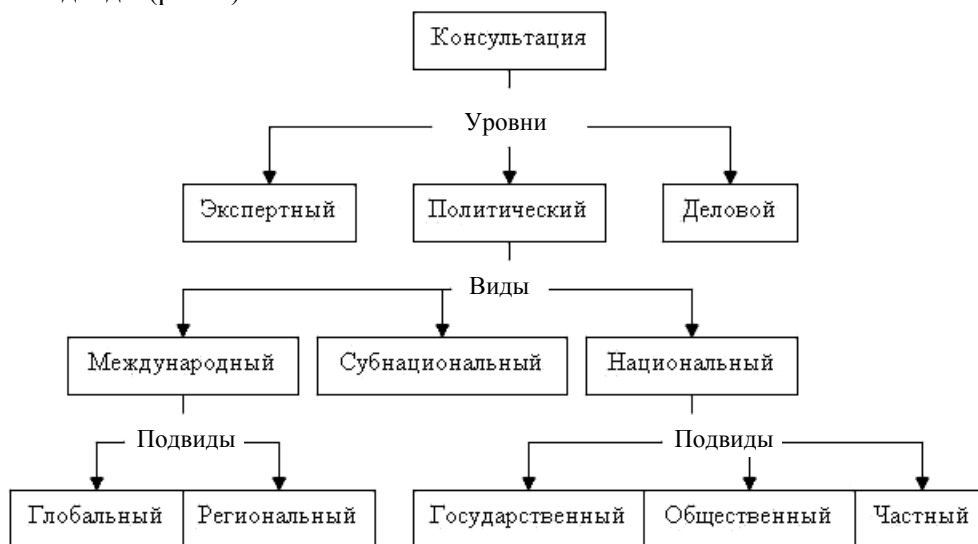 Консультация
Уровни
Экспертный Политический Деловой
Виды
Международный Субнациональный Национальный
Подвиды Подвиды
Глобальный Региональный Государственный Общественный Частный